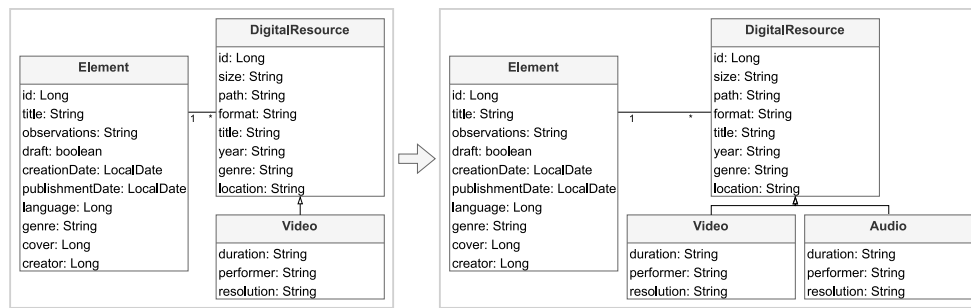 Element
id: Long
title: String
observations: String
draft: boolean
creationDate: LocalDate
publishmentDate: LocalDate
language: Long
genre: String
cover: Long
creator: Long
1
*
DigitalResource
id: Long
size: String
path: String
format: String
title: String
year: String
genre: String
location: String
Video
duration: String
performer: String
resolution: String
Element
id: Long
title: String
observations: String
draft: boolean
creationDate: LocalDate
publishmentDate: LocalDate
language: Long
genre: String
cover: Long
creator: Long
1
*
DigitalResource
id: Long
size: String
path: String
format: String
title: String
year: String
genre: String
location: String
Video
duration: String
performer: String
resolution: String
Audio
duration: String
performer: String
resolution: String